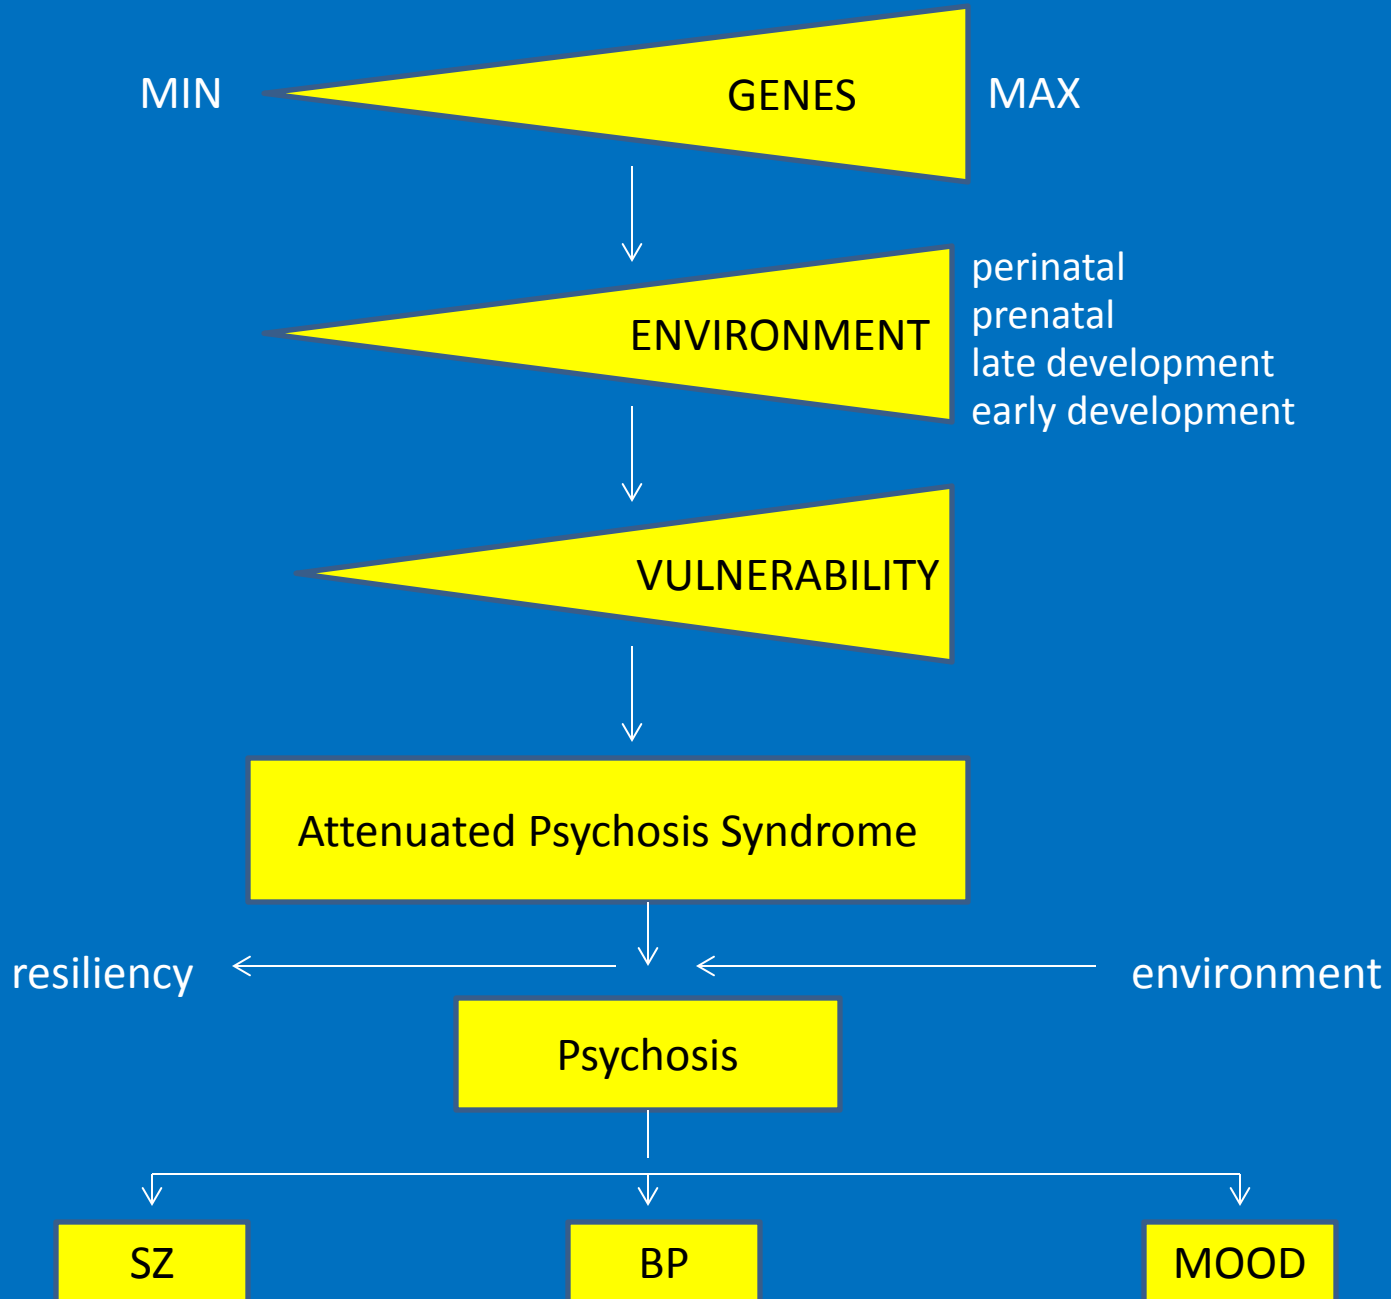 MIN GENES MAX
perinatal
prenatal
ENVIRONMENT
late development
early development
VULNERABILITY
Attenuated Psychosis Syndrome
resiliency environment
Psychosis
SZ BP MOOD